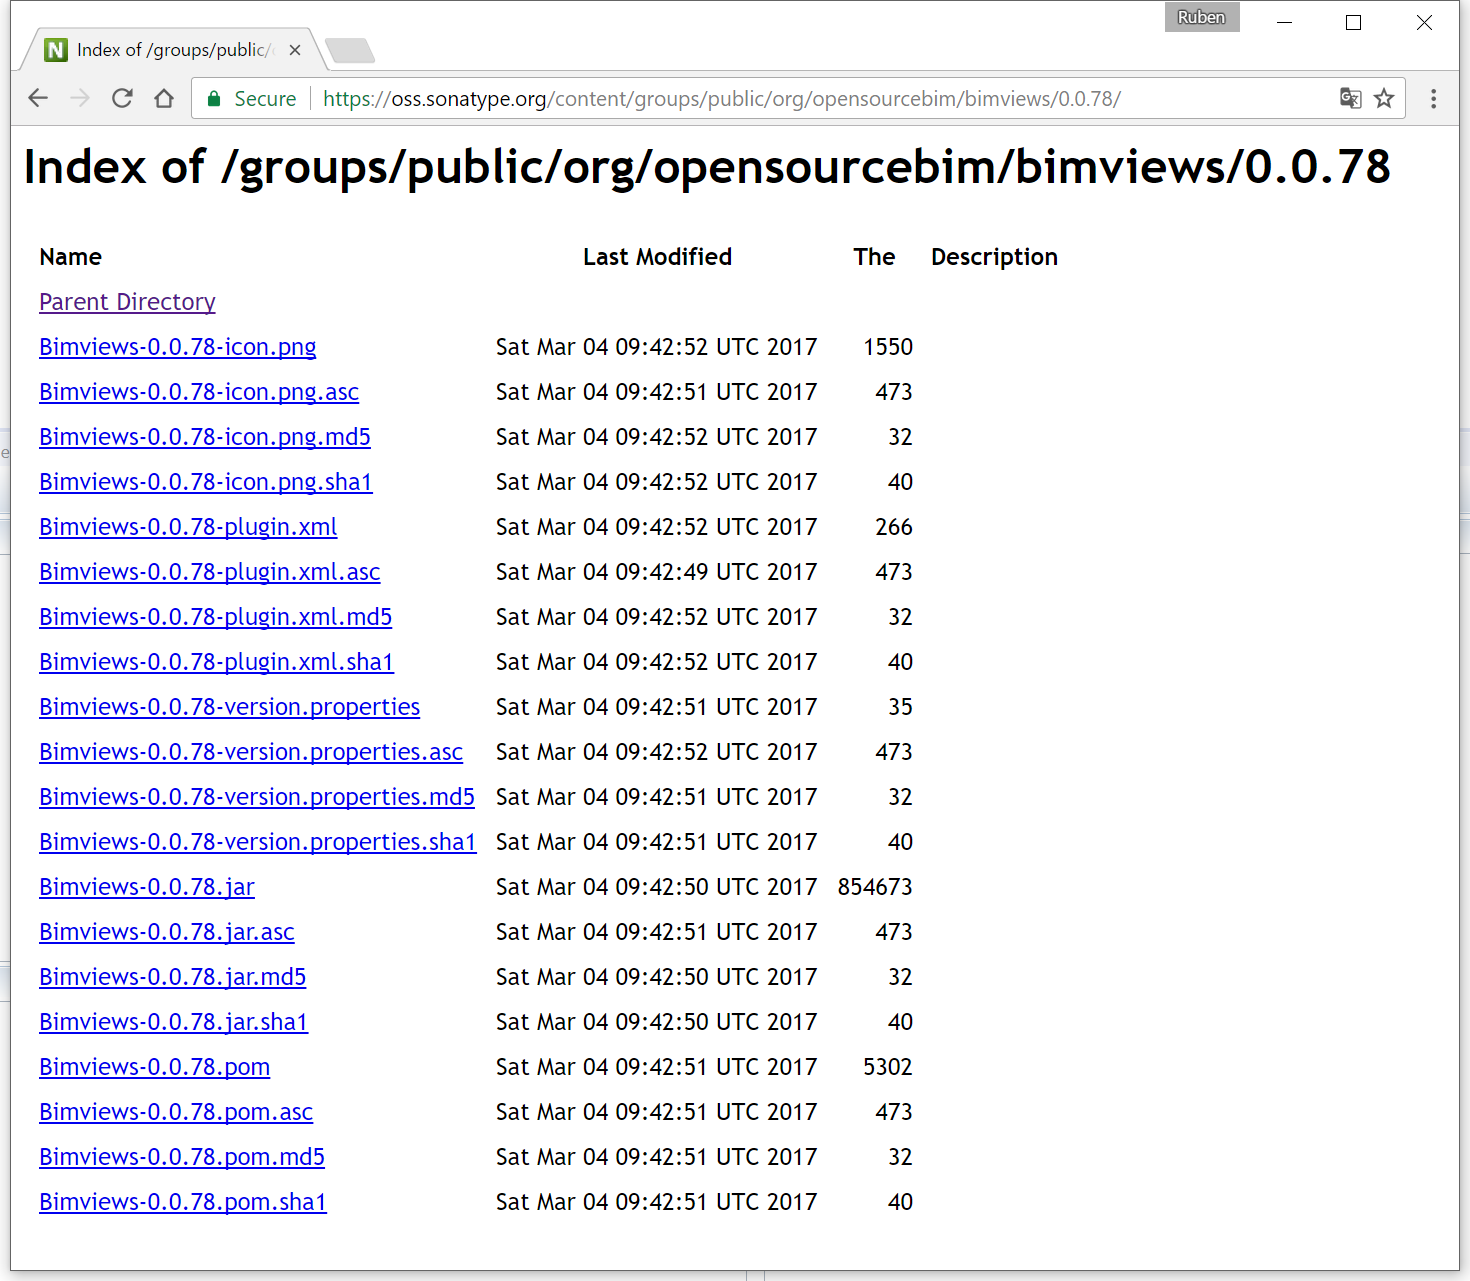 Ruben
Index of /groups/public/
Secure https://oss.sonatype.org/content/groups/public/org/opensourcebim/bimviews/0.0.78/
Index of /groups/public/org/opensourcebim/bimviews/0.0.78
Name Last Modified The Description
Parent Directory
Bimviews-0.0.78-icon.png Sat Mar 04 09:42:52 UTC 2017 1550
Bimviews-0.0.78-icon.png.asc Sat Mar 04 09:42:51 UTC 2017 473
Bimviews-0.0.78-icon.png.md5 Sat Mar 04 09:42:52 UTC 2017 32
Bimviews-0.0.78-icon.png.sha1 Sat Mar 04 09:42:52 UTC 2017 40
Bimviews-0.0.78-plugin.xml Sat Mar 04 09:42:52 UTC 2017 266
Bimviews-0.0.78-plugin.xml.asc Sat Mar 04 09:42:49 UTC 2017 473
Bimviews-0.0.78-plugin.xml.md5 Sat Mar 04 09:42:52 UTC 2017 32
Bimviews-0.0.78-plugin.xml.sha1 Sat Mar 04 09:42:52 UTC 2017 40
Bimviews-0.0.78-version.properties Sat Mar 04 09:42:51 UTC 2017 35
Bimviews-0.0.78-version.properties.asc Sat Mar 04 09:42:52 UTC 2017 473
Bimviews-0.0.78-version.properties.md5 Sat Mar 04 09:42:51 UTC 2017 32
Bimviews-0.0.78-version.properties.sha1 Sat Mar 04 09:42:51 UTC 2017 40
Bimviews-0.0.78.jar Sat Mar 04 09:42:50 UTC 2017 854673
Bimviews-0.0.78.jar.asc Sat Mar 04 09:42:51 UTC 2017 473
Bimviews-0.0.78.jar.md5 Sat Mar 04 09:42:50 UTC 2017 32
Bimviews-0.0.78.jar.sha1 Sat Mar 04 09:42:50 UTC 2017 40
Bimviews-0.0.78.pom Sat Mar 04 09:42:51 UTC 2017 5302
Bimviews-0.0.78.pom.asc Sat Mar 04 09:42:51 UTC 2017 473
Bimviews-0.0.78.pom.md5 Sat Mar 04 09:42:51 UTC 2017 32
Bimviews-0.0.78.pom.sha1 Sat Mar 04 09:42:51 UTC 2017 40